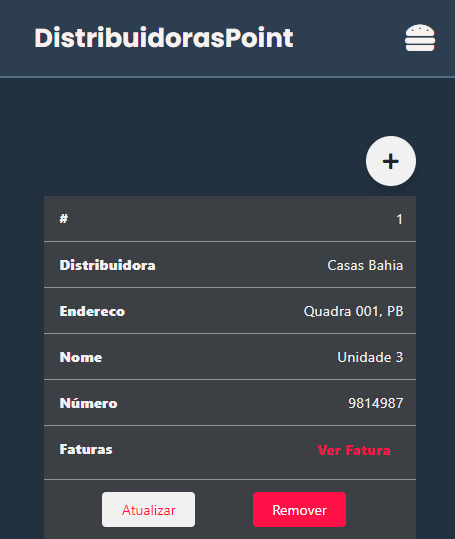 DistribuidorasPoint
+
# 1
Distribuidora Casas Bahia
Endereco Quadra 001, PB
Nome Unidade 3
Número 9814987
Faturas Ver Fatura
Atualizar Remover